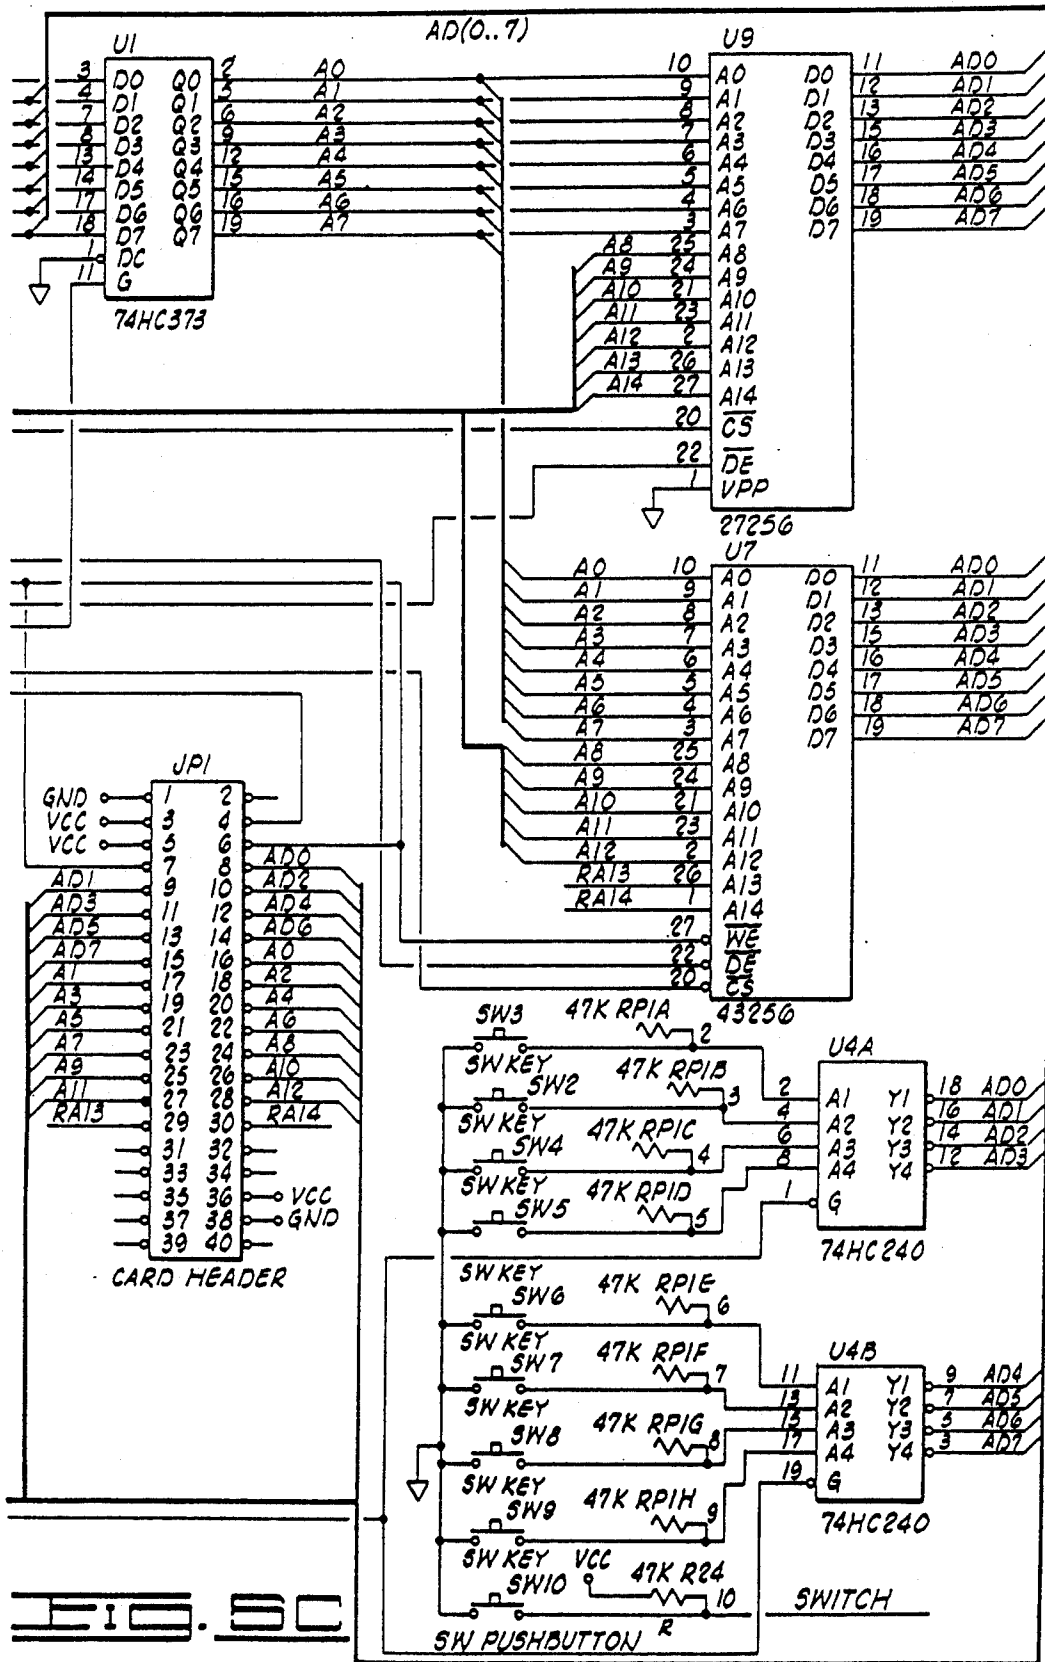 AD(0..7)
U1
3 D0 Q0 2 A0
4 D1 Q1 5 A1
7 D2 Q2 6 A2
8 D3 Q3 9 A3
13 D4 Q4 12 A4
14 D5 Q5 15 A5
17 D6 Q6 16 A6
18 D7 Q7 19 A7
1 OC
11 G
74HC373
U9
10 A0 D0 11 AD0
9 A1 D1 12 AD1
8 A2 D2 13 AD2
7 A3 D3 15 AD3
6 A4 D4 16 AD4
5 A5 D5 17 AD5
4 A6 D6 18 AD6
3 A7 D7 19 AD7
A8 25 A8
A9 24 A9
A10 21 A10
A11 23 A11
A12 2 A12
A13 26 A13
A14 27 A14
20 CS
22 OE
1 VPP
27256
U7
A0 10 A0 D0 11 AD0
A1 9 A1 D1 12 AD1
A2 8 A2 D2 13 AD2
A3 7 A3 D3 15 AD3
A4 6 A4 D4 16 AD4
A5 5 A5 D5 17 AD5
A6 4 A6 D6 18 AD6
A7 3 A7 D7 19 AD7
A8 25 A8
A9 24 A9
A10 21 A10
A11 23 A11
A12 2 A12
RA13 26 A13
RA14 1 A14
27 WE
22 OE
20 CS
43256
JP1
GND 1 2
VCC 3 4
VCC 5 6
7 8 AD0
AD1 9 10 AD2
AD3 11 12 AD4
AD5 13 14 AD6
AD7 15 16 A0
A1 17 18 A2
A3 19 20 A4
A5 21 22 A6
A7 23 24 A8
A9 25 26 A10
A11 27 28 A12
RA13 29 30 RA14
31 32
33 34
35 36 VCC
37 38 GND
39 40
CARD HEADER
SW3 47K RP1A 2
SW KEY
SW2 47K RP1B 3
SW KEY
SW4 47K RP1C 4
SW KEY
SW5 47K RP1D 5
SW KEY
U4A
2 A1 Y1 18 AD0
4 A2 Y2 16 AD1
6 A3 Y3 14 AD2
8 A4 Y4 12 AD3
1 G
74HC240
SW6 47K RP1E 6
SW KEY
SW7 47K RP1F 7
SW KEY
SW8 47K RP1G 8
SW KEY
SW9 47K RP1H 9
SW KEY
U4B
11 A1 Y1 9 AD4
13 A2 Y2 7 AD5
15 A3 Y3 5 AD6
17 A4 Y4 3 AD7
19 G
74HC240
VCC
SW10 47K R24 10
R
SWITCH
SW PUSHBUTTON
FIG. 5C